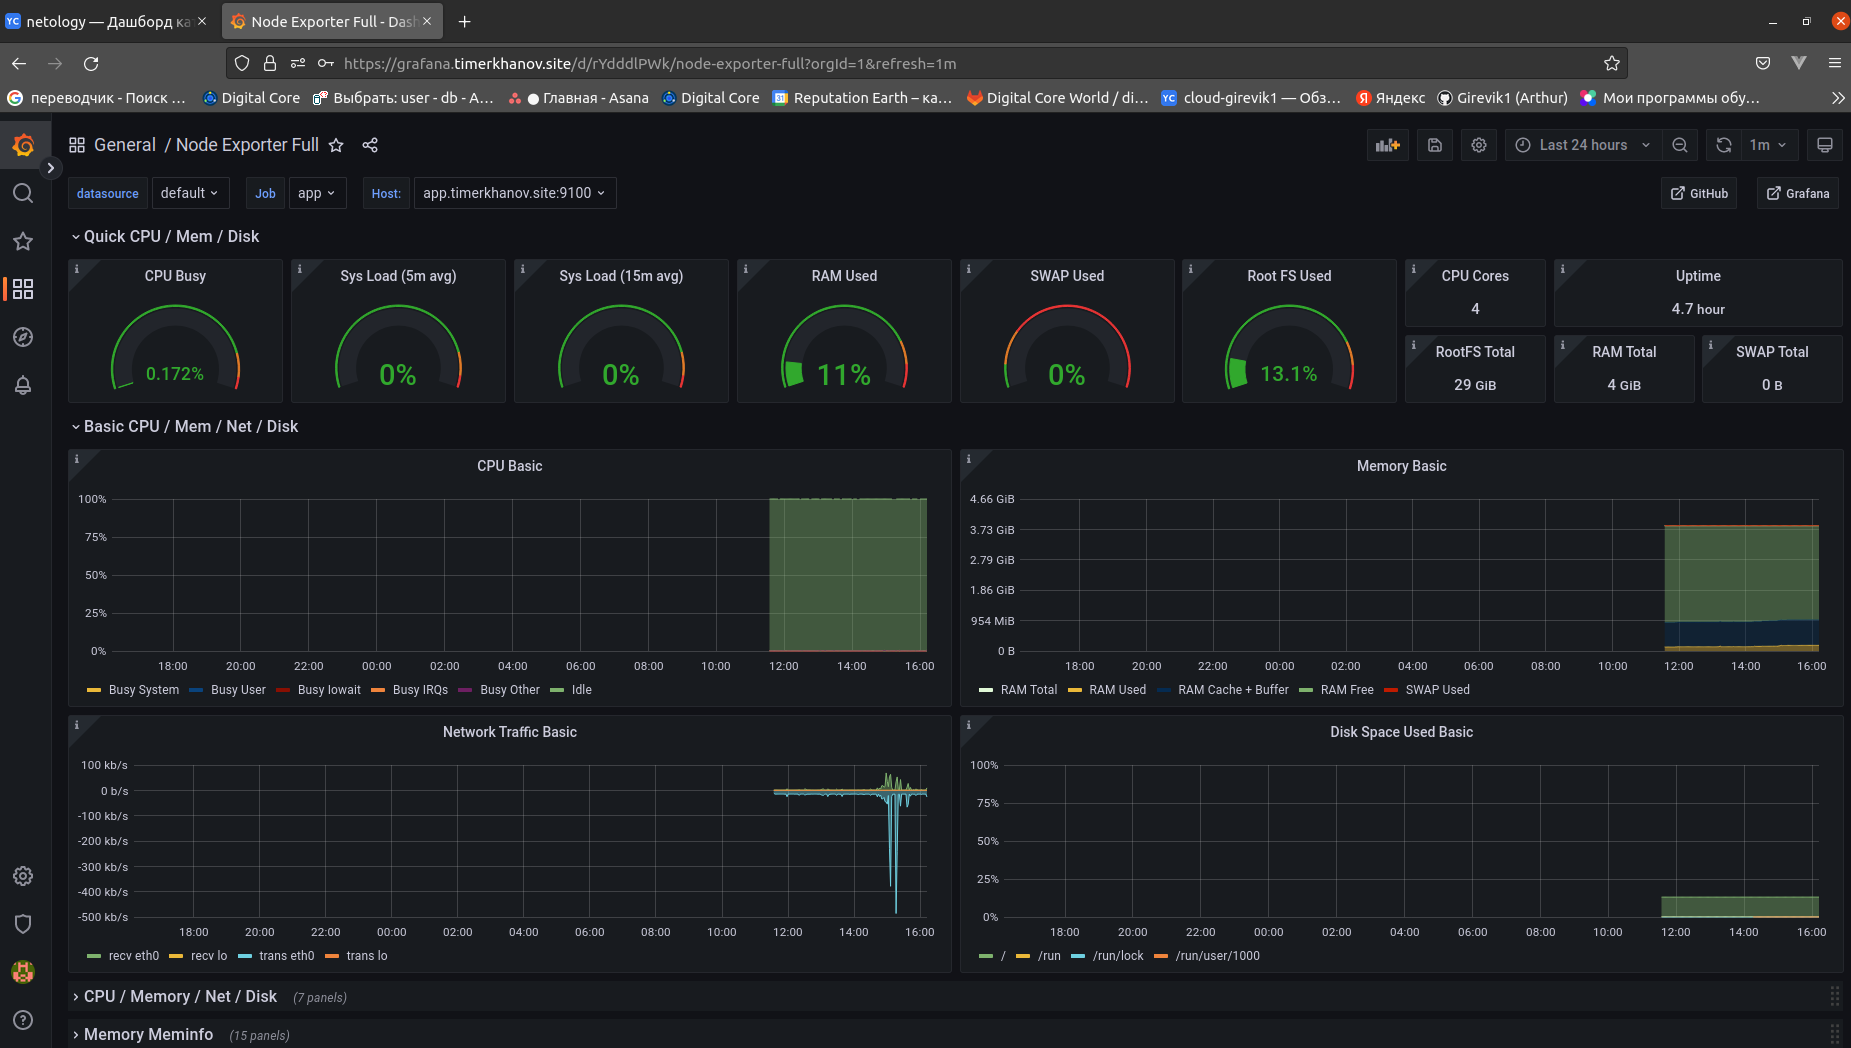 YC netology — Дашборд ка
Node Exporter Full - Dash
https://grafana.timerkhanov.site/d/rYdddlPWk/node-exporter-full?orgId=1&refresh=1m
переводчик - Поиск …
Digital Core
Выбрать: user - db - A…
Главная - Asana
Digital Core
31 Reputation Earth – ка…
Digital Core World / di…
YC cloud-girevik1 — Обз…
Я Яндекс
Girevik1 (Arthur)
Мои программы обу…
General / Node Exporter Full
Last 24 hours
1m
datasource default
Job app
Host: app.timerkhanov.site:9100
GitHub
Grafana
Quick CPU / Mem / Disk
CPU Busy
0.172%
Sys Load (5m avg)
0%
Sys Load (15m avg)
0%
RAM Used
11%
SWAP Used
0%
Root FS Used
13.1%
CPU Cores
4
Uptime
4.7 hour
RootFS Total
29 GiB
RAM Total
4 GiB
SWAP Total
0 B
Basic CPU / Mem / Net / Disk
CPU Basic
100%
75%
50%
25%
0%
18:00 20:00 22:00 00:00 02:00 04:00 06:00 08:00 10:00 12:00 14:00 16:00
Busy System Busy User Busy Iowait Busy IRQs Busy Other Idle
Memory Basic
4.66 GiB
3.73 GiB
2.79 GiB
1.86 GiB
954 MiB
0 B
18:00 20:00 22:00 00:00 02:00 04:00 06:00 08:00 10:00 12:00 14:00 16:00
RAM Total RAM Used RAM Cache + Buffer RAM Free SWAP Used
Network Traffic Basic
100 kb/s
0 b/s
-100 kb/s
-200 kb/s
-300 kb/s
-400 kb/s
-500 kb/s
18:00 20:00 22:00 00:00 02:00 04:00 06:00 08:00 10:00 12:00 14:00 16:00
recv eth0 recv lo trans eth0 trans lo
Disk Space Used Basic
100%
75%
50%
25%
0%
18:00 20:00 22:00 00:00 02:00 04:00 06:00 08:00 10:00 12:00 14:00 16:00
/ /run /run/lock /run/user/1000
CPU / Memory / Net / Disk (7 panels)
Memory Meminfo (15 panels)